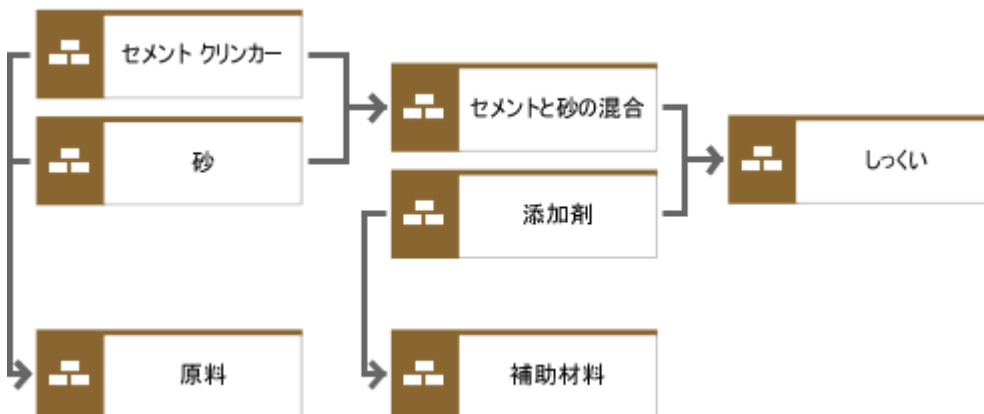 セメント クリンカー
砂
セメントと砂の混合
添加剤
しっくい
原料
補助材料